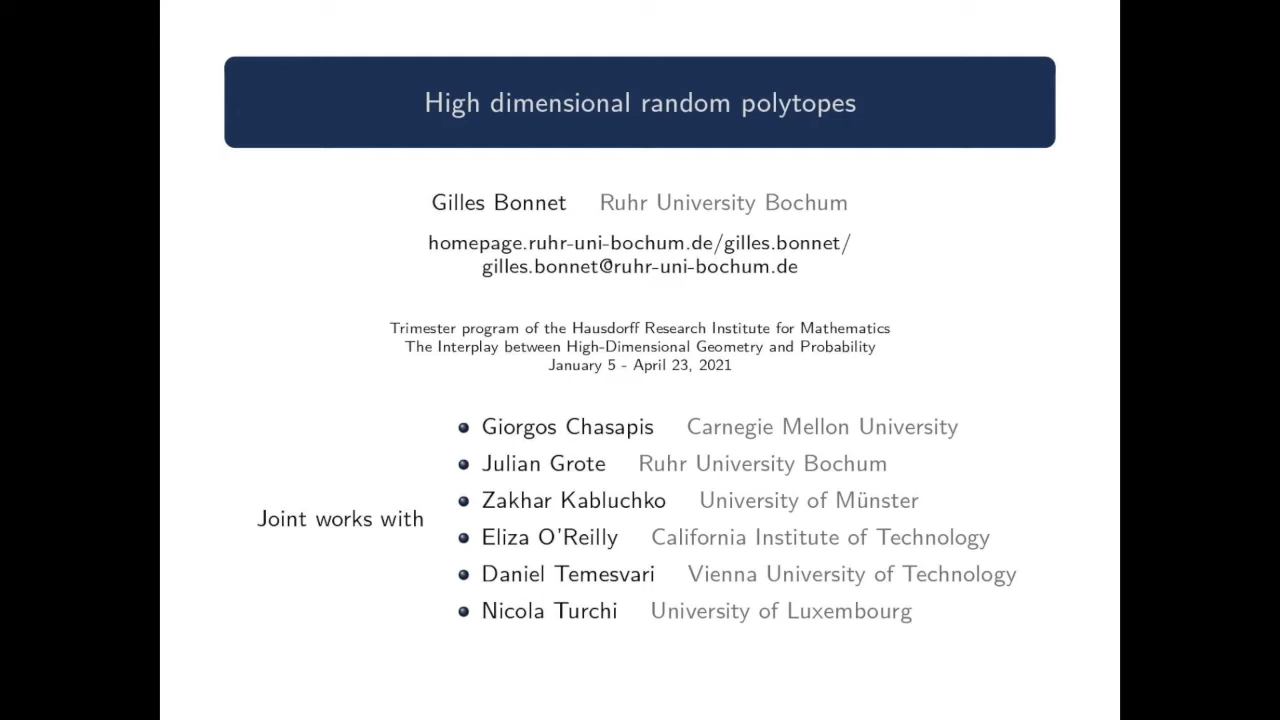 High dimensional random polytopes
Gilles Bonnet Ruhr University Bochum
homepage.ruhr-uni-bochum.de/gilles.bonnet/
gilles.bonnet@ruhr-uni-bochum.de
Trimester program of the Hausdorff Research Institute for Mathematics
The Interplay between High-Dimensional Geometry and Probability
January 5 - April 23, 2021
Joint works with
Giorgos Chasapis Carnegie Mellon University
Julian Grote Ruhr University Bochum
Zakhar Kabluchko University of Münster
Eliza O'Reilly California Institute of Technology
Daniel Temesvari Vienna University of Technology
Nicola Turchi University of Luxembourg